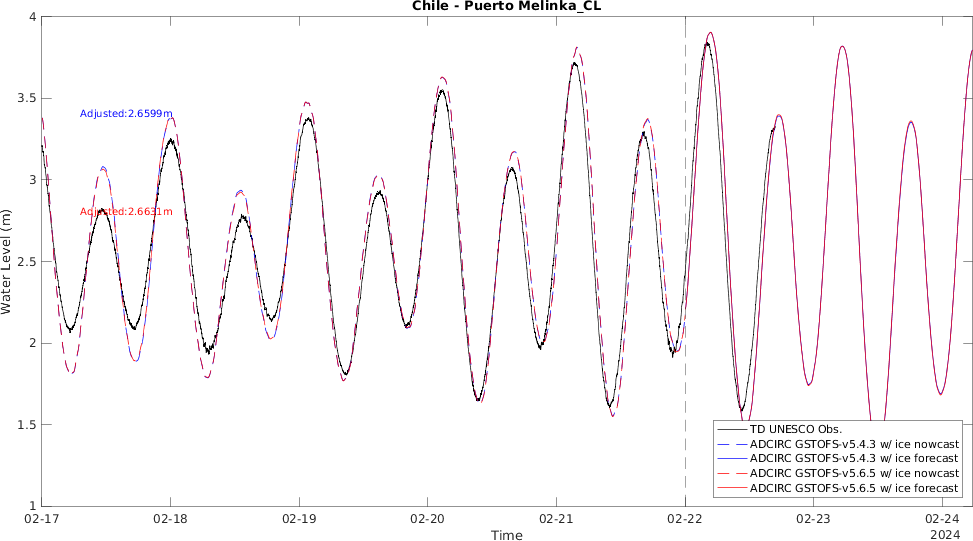 Chile - Puerto Melinka_CL
4
3.5
3
2.5
2
1.5
1
Water Level (m)
Adjusted:2.6599m
Adjusted:2.6631m
TD UNESCO Obs.
ADCIRC GSTOFS-v5.4.3 w/ ice nowcast
ADCIRC GSTOFS-v5.4.3 w/ ice forecast
ADCIRC GSTOFS-v5.6.5 w/ ice nowcast
ADCIRC GSTOFS-v5.6.5 w/ ice forecast
02-17 02-18 02-19 02-20 02-21 02-22 02-23 02-24
Time
2024